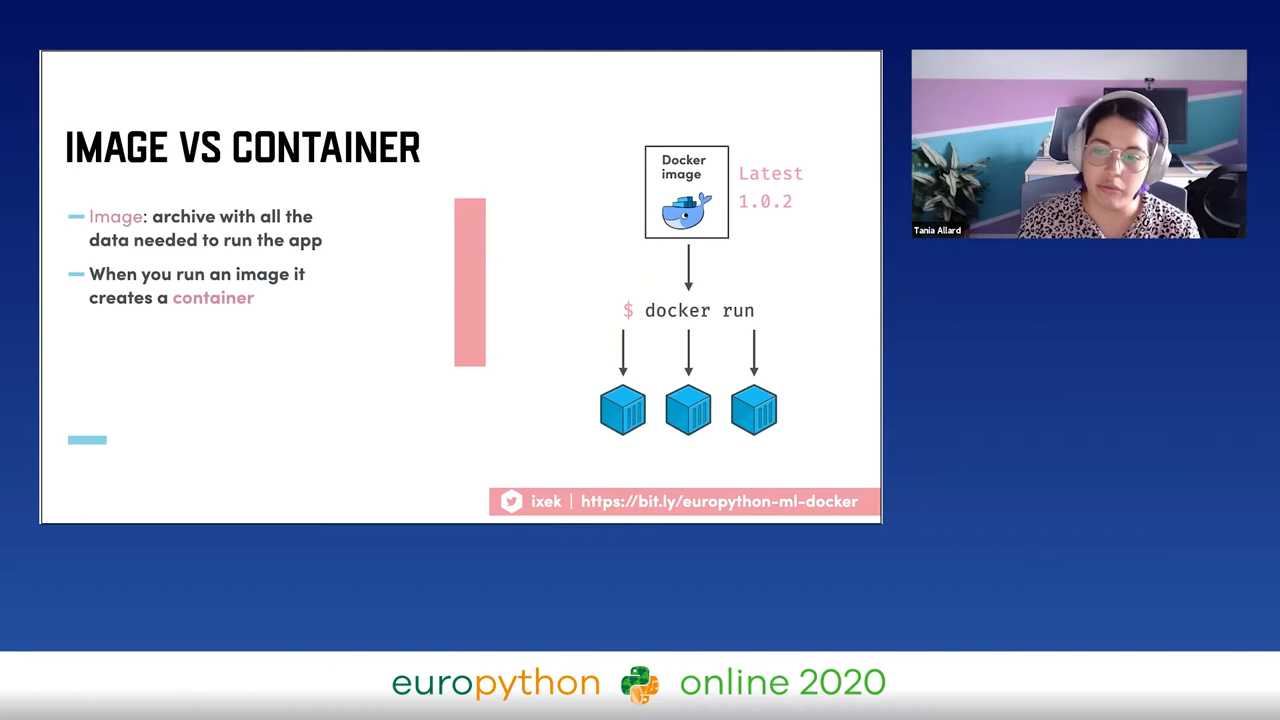 IMAGE VS CONTAINER
Image: archive with all the
data needed to run the app
When you run an image it
creates a container
Docker
image
Latest
1.0.2
$ docker run
ixek | https://bit.ly/europython-ml-docker
Tania Allard
europython online 2020